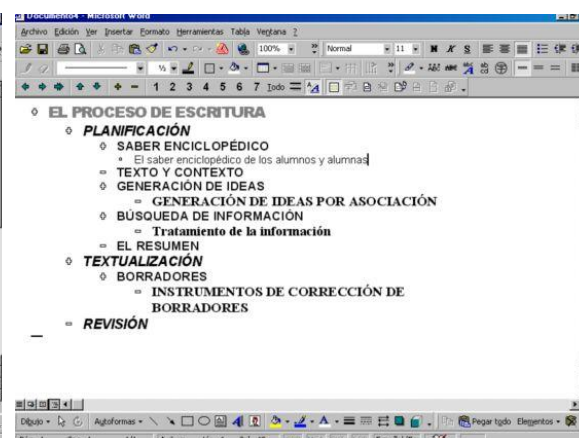 Documento4 - Microsoft Word
Archivo Edición Ver Insertar Formato Herramientas Tabla Ventana ?
100% Normal 11 N K S
½
1 2 3 4 5 6 7 Todo
EL PROCESO DE ESCRITURA
PLANIFICACIÓN
SABER ENCICLOPÉDICO
El saber enciclopédico de los alumnos y alumnas
TEXTO Y CONTEXTO
GENERACIÓN DE IDEAS
GENERACIÓN DE IDEAS POR ASOCIACIÓN
BÚSQUEDA DE INFORMACIÓN
Tratamiento de la información
EL RESUMEN
TEXTUALIZACIÓN
BORRADORES
INSTRUMENTOS DE CORRECCIÓN DE
BORRADORES
REVISIÓN
Dibujo Autoformas Pegar todo Elementos